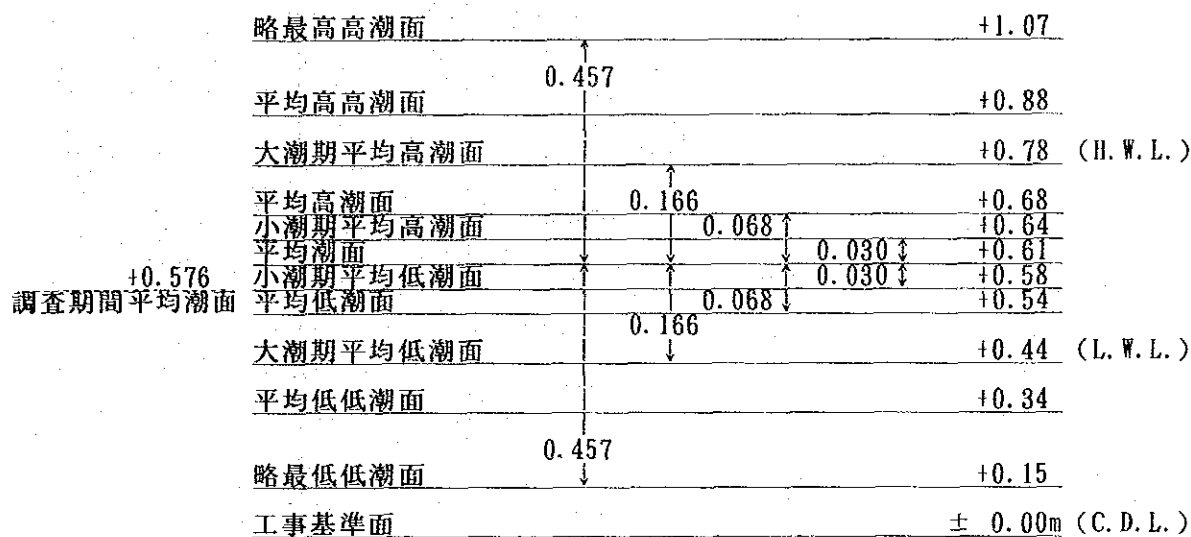 略最高高潮面 +1.07
0.457
平均高高潮面 +0.88
大潮期平均高潮面 +0.78 (H.W.L.)
平均高潮面 0.166 +0.68
小潮期平均高潮面 0.068 +0.64
平均潮面 0.030 +0.61
+0.576 小潮期平均低潮面 0.030 +0.58
調査期間平均潮面 平均低潮面 0.068 +0.54
0.166
大潮期平均低潮面 +0.44 (L.W.L.)
平均低低潮面 +0.34
0.457
略最低低潮面 +0.15
工事基準面 ± 0.00m (C.D.L.)